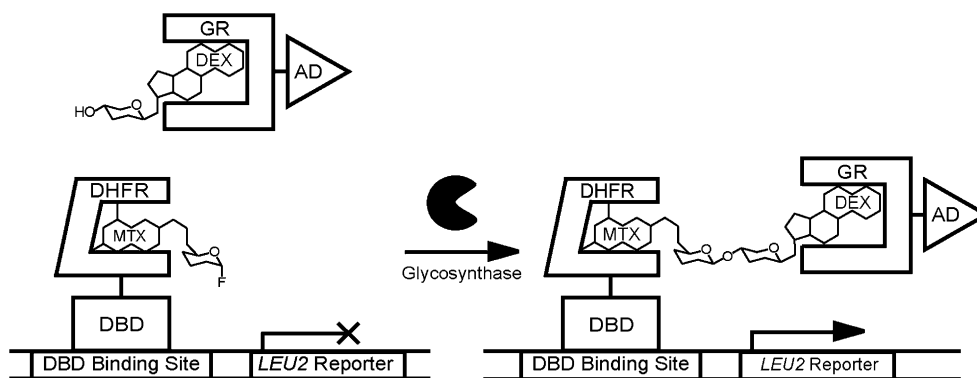 GR
DEX
AD
HO
O
DHFR
MTX
O
F
DBD
DBD Binding Site
LEU2 Reporter
Glycosynthase
DHFR
MTX
O
O
O
GR
DEX
AD
DBD
DBD Binding Site
LEU2 Reporter